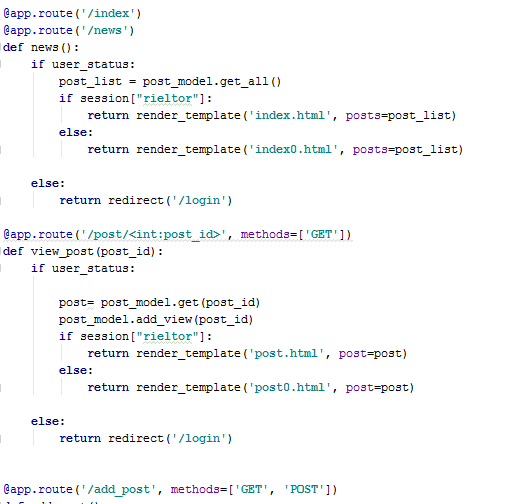 @app.route('/index')
@app.route('/news')
def news():
    if user_status:
        post_list = post_model.get_all()
        if session["rieltor"]:
            return render_template('index.html', posts=post_list)
        else:
            return render_template('index0.html', posts=post_list)
    else:
        return redirect('/login')
@app.route('/post/<int:post_id>', methods=['GET'])
def view_post(post_id):
    if user_status:
        post= post_model.get(post_id)
        post_model.add_view(post_id)
        if session["rieltor"]:
            return render_template('post.html', post=post)
        else:
            return render_template('post0.html', post=post)
    else:
        return redirect('/login')
@app.route('/add_post', methods=['GET', 'POST'])